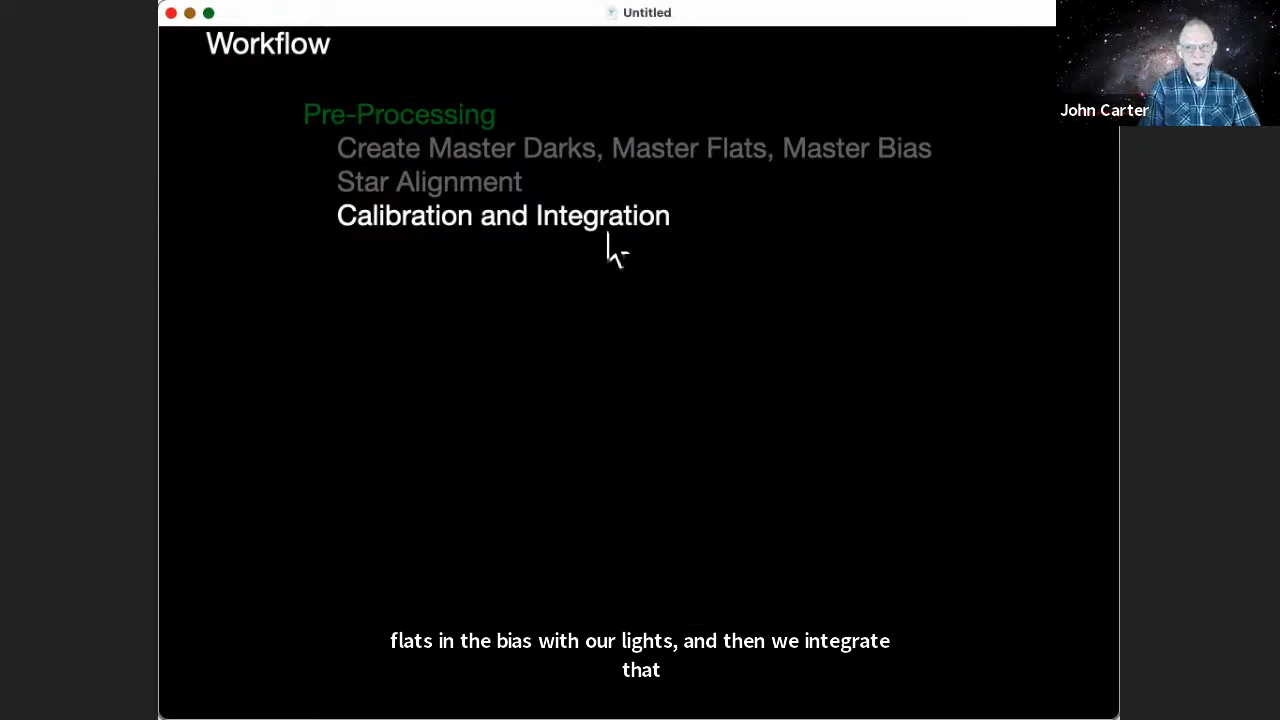 Untitled
Workflow
Pre-Processing
Create Master Darks, Master Flats, Master Bias
Star Alignment
Calibration and Integration
John Carter
flats in the bias with our lights, and then we integrate
that